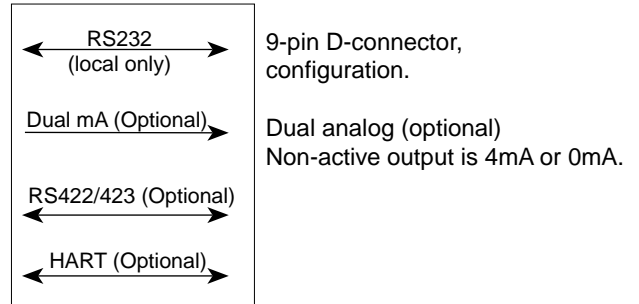 RS232
(local only)
9-pin D-connector,
configuration.
Dual mA (Optional)
Dual analog (optional)
Non-active output is 4mA or 0mA.
RS422/423 (Optional)
HART (Optional)